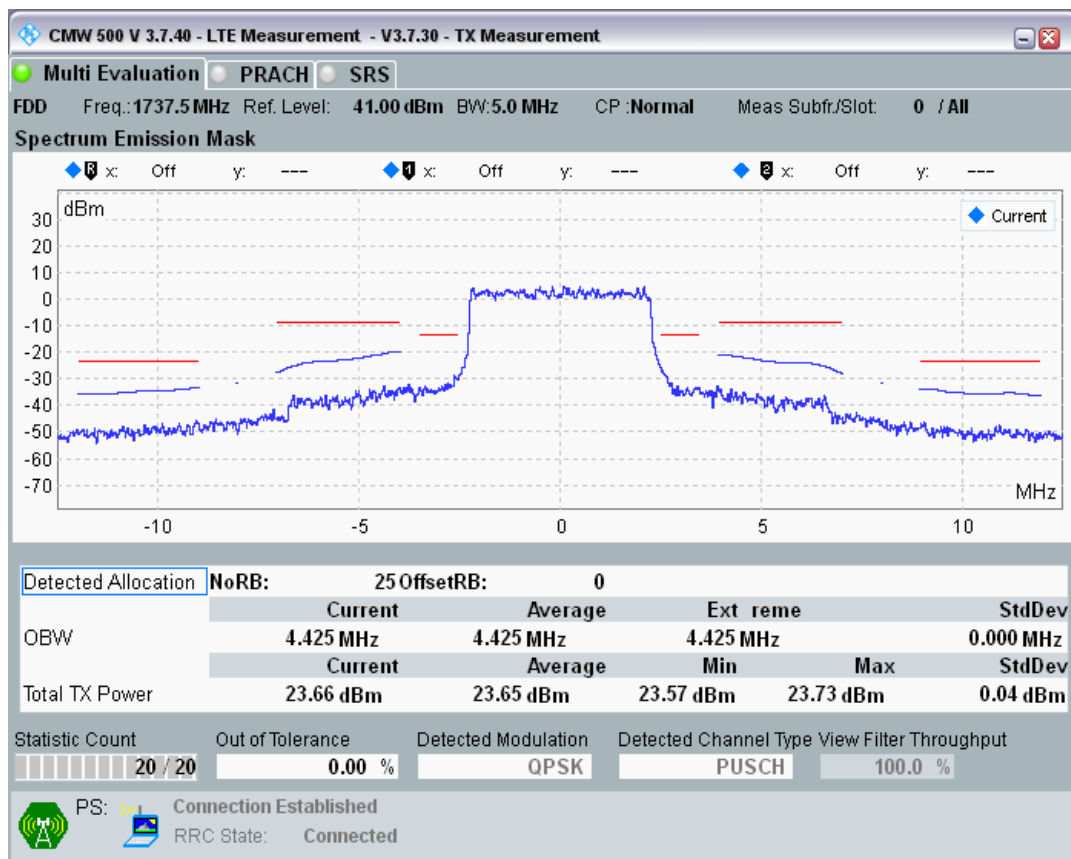 CMW 500 V 3.7.40 - LTE Measurement - V3.7.30 - TX Measurement
Multi Evaluation PRACH SRS
FDD Freq.: 1737.5 MHz Ref. Level: 41.00 dBm BW: 5.0 MHz CP : Normal Meas Subfr./Slot: 0 / All
Spectrum Emission Mask
R x: Off y: --- 1 x: Off y: --- 2 x: Off y: ---
dBm
Current
30
20
10
0
-10
-20
-30
-40
-50
-60
-70
MHz
-10 -5 0 5 10
Detected Allocation NoRB: 25 OffsetRB: 0
Current Average Ext reme StdDev
OBW 4.425 MHz 4.425 MHz 4.425 MHz 0.000 MHz
Current Average Min Max StdDev
Total TX Power 23.66 dBm 23.65 dBm 23.57 dBm 23.73 dBm 0.04 dBm
Statistic Count Out of Tolerance Detected Modulation Detected Channel Type View Filter Throughput
20 / 20 0.00 % QPSK PUSCH 100.0 %
PS: Connection Established
RRC State: Connected